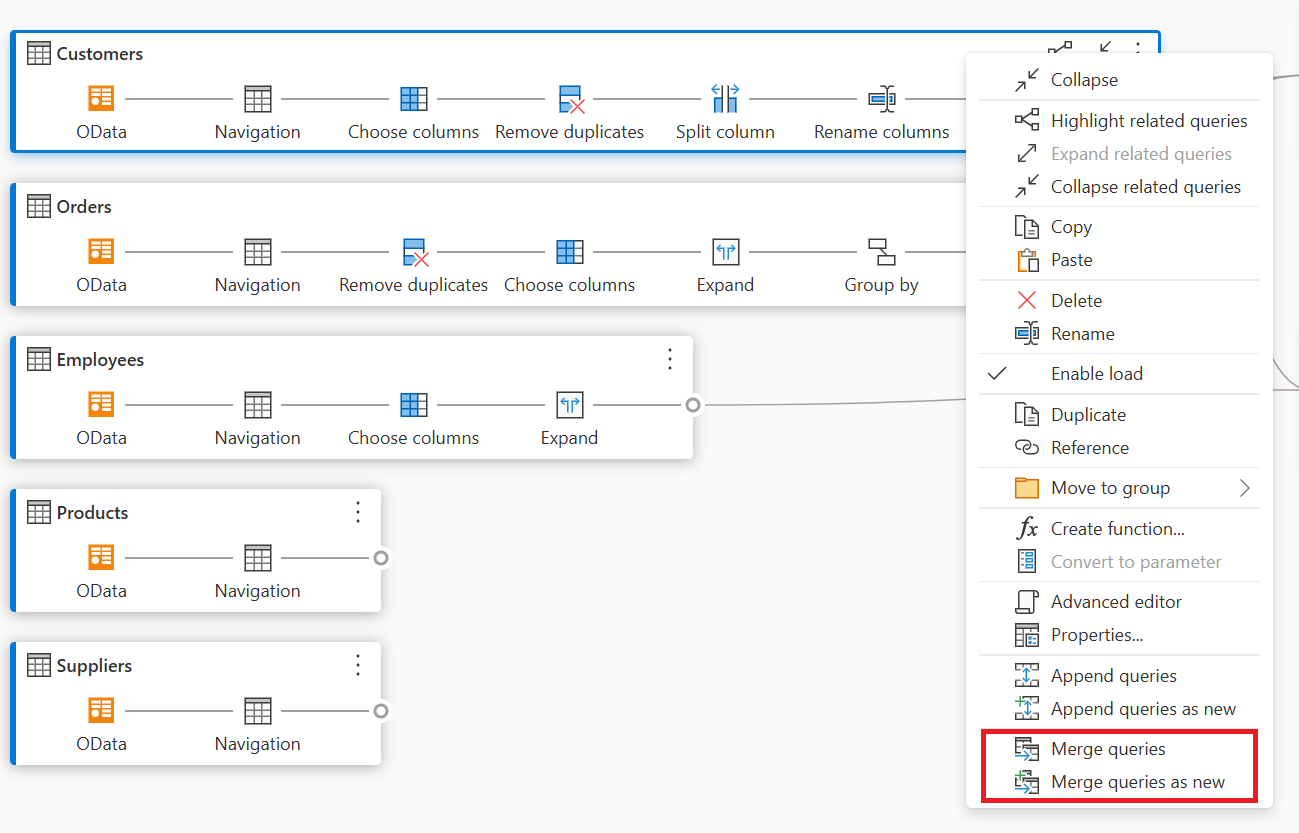 Customers
OData Navigation Choose columns Remove duplicates Split column Rename columns
Orders
OData Navigation Remove duplicates Choose columns Expand Group by
Employees
OData Navigation Choose columns Expand
Products
OData Navigation
Suppliers
OData Navigation
Collapse
Highlight related queries
Expand related queries
Collapse related queries
Copy
Paste
Delete
Rename
Enable load
Duplicate
Reference
Move to group
fx Create function...
Convert to parameter
Advanced editor
Properties...
Append queries
Append queries as new
Merge queries
Merge queries as new